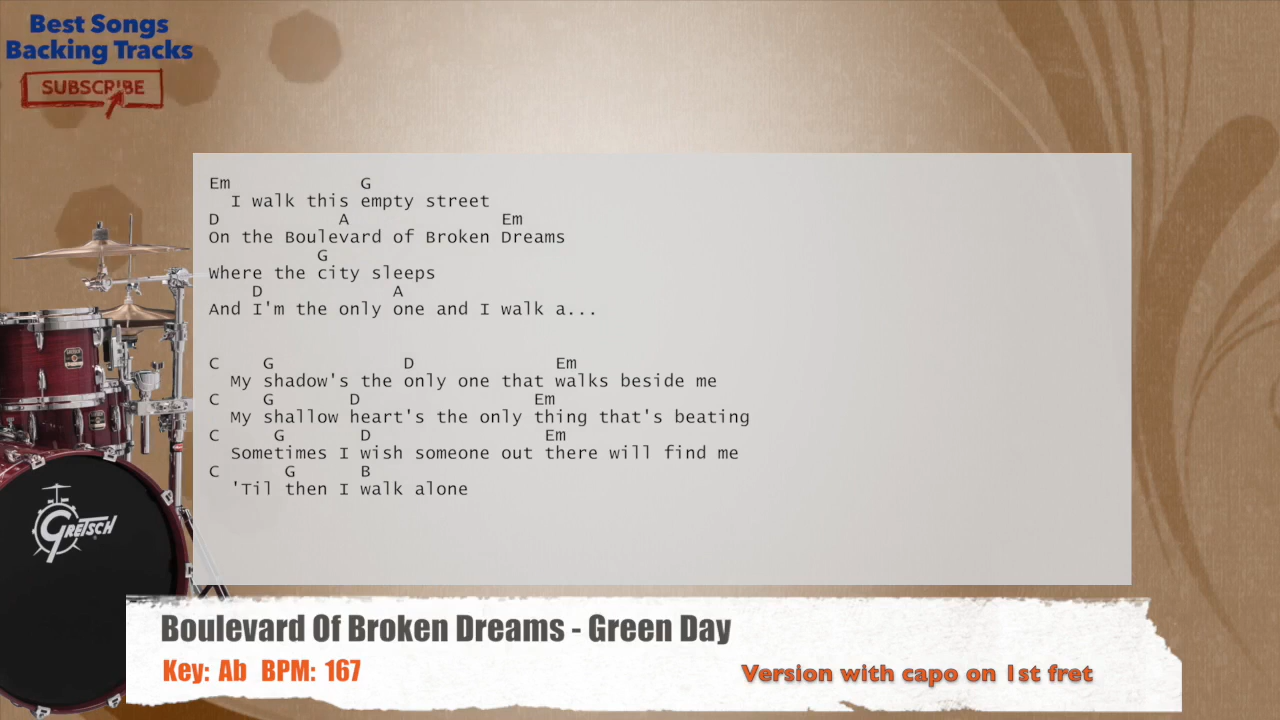 Best Songs
Backing Tracks
SUBSCRIBE
Em G
I walk this empty street
D A Em
On the Boulevard of Broken Dreams
G
Where the city sleeps
D A
And I'm the only one and I walk a...
C G D Em
My shadow's the only one that walks beside me
C G D Em
My shallow heart's the only thing that's beating
C G D Em
Sometimes I wish someone out there will find me
C G B
'Til then I walk alone
GRETSCH
Boulevard Of Broken Dreams - Green Day
Key: Ab BPM: 167
Version with capo on 1st fret